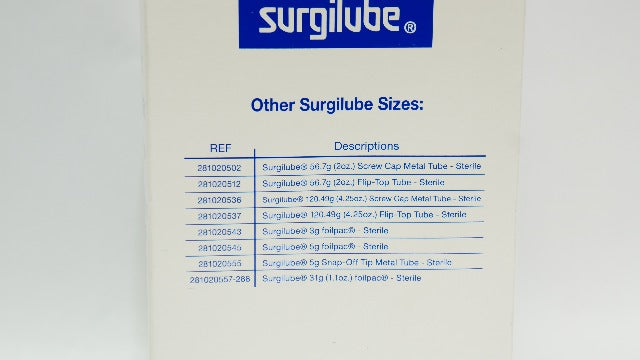 surgilube®
Other Surgilube Sizes:
REF Descriptions
281020502 Surgilube® 56.7g (2oz.) Screw Cap Metal Tube - Sterile
281020512 Surgilube® 56.7g (2oz.) Flip-Top Tube - Sterile
281020536 Surgilube® 120.49g (4.25oz.) Screw Cap Metal Tube - Sterile
281020537 Surgilube® 120.49g (4.25oz.) Flip-Top Tube - Sterile
281020543 Surgilube® 3g foilpac® - Sterile
281020545 Surgilube® 5g foilpac® - Sterile
281020555 Surgilube® 5g Snap-Off Tip Metal Tube - Sterile
281020557-288 Surgilube® 31g (1.1oz.) foilpac® - Sterile